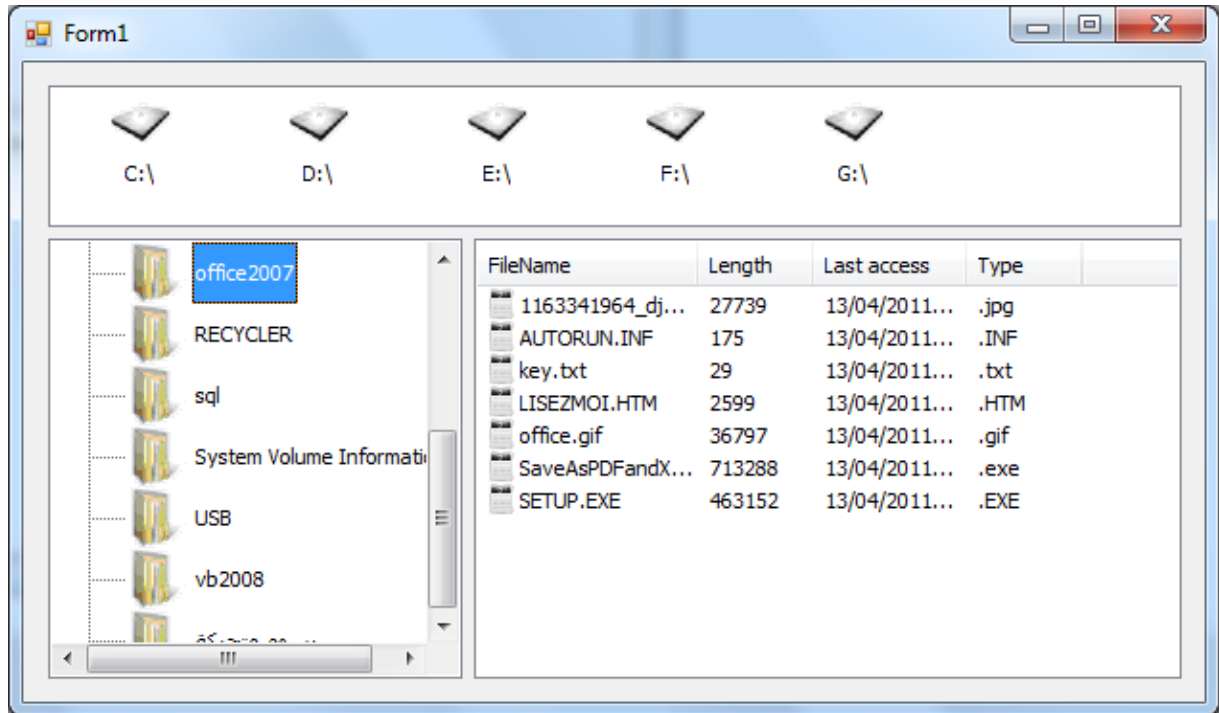 Form1
C:\ D:\ E:\ F:\ G:\
office2007
RECYCLER
sql
System Volume Informati
USB
vb2008
FileName Length Last access Type
1163341964_dj... 27739 13/04/2011... .jpg
AUTORUN.INF 175 13/04/2011... .INF
key.txt 29 13/04/2011... .txt
LISEZMOI.HTM 2599 13/04/2011... .HTM
office.gif 36797 13/04/2011... .gif
SaveAsPDFandX... 713288 13/04/2011... .exe
SETUP.EXE 463152 13/04/2011... .EXE